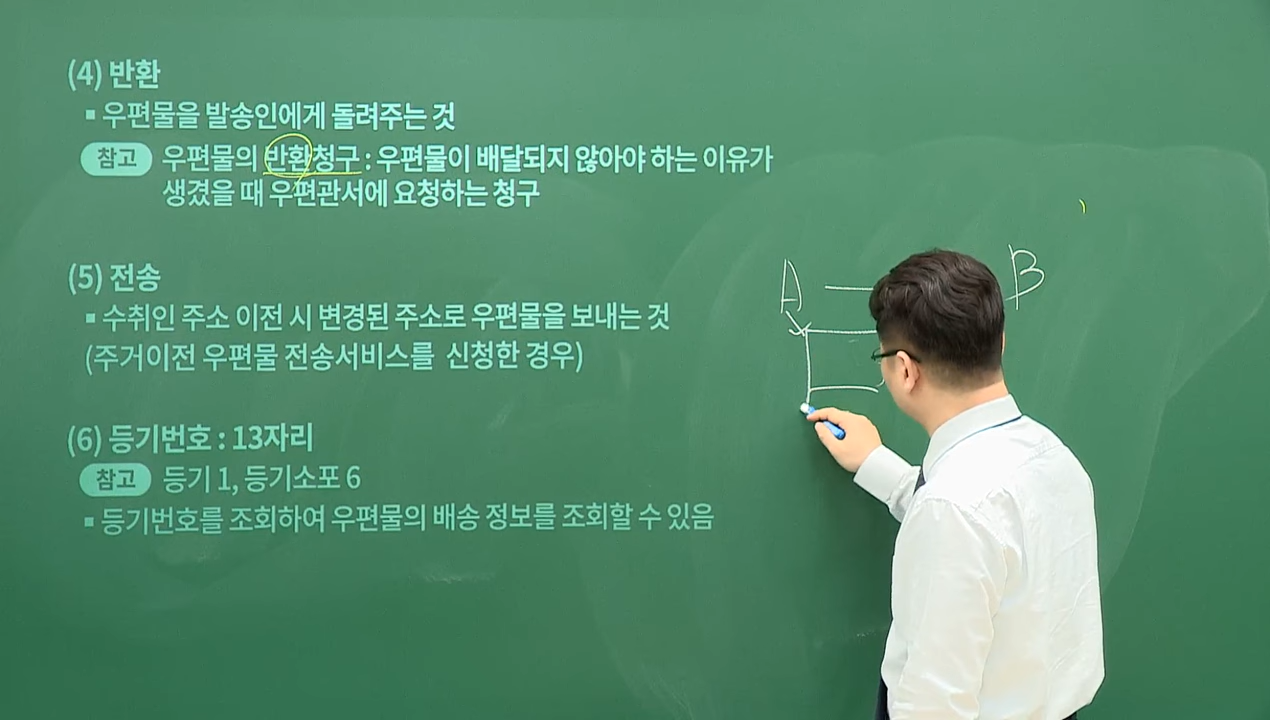 (4) 반환
▪ 우편물을 발송인에게 돌려주는 것
참고 우편물의 반환청구 : 우편물이 배달되지 않아야 하는 이유가
생겼을 때 우편관서에 요청하는 청구
(5) 전송
▪ 수취인 주소 이전 시 변경된 주소로 우편물을 보내는 것
(주거이전 우편물 전송서비스를 신청한 경우)
(6) 등기번호 : 13자리
참고 등기 1, 등기소포 6
▪ 등기번호를 조회하여 우편물의 배송 정보를 조회할 수 있음
A B